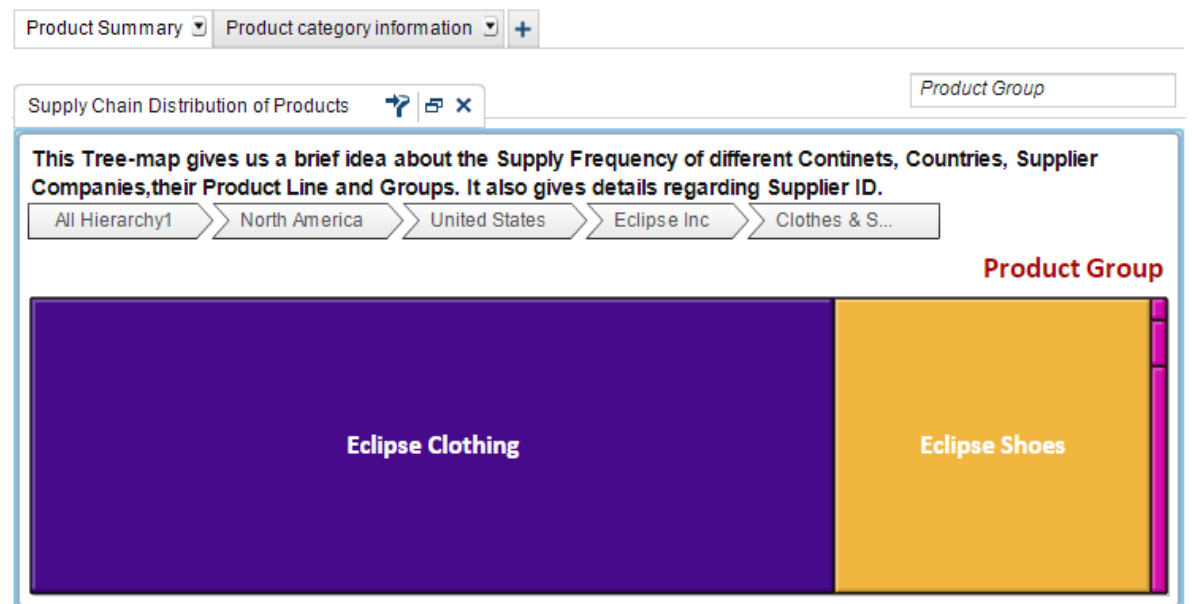 Product Summary
Product category information
+
Product Group
Supply Chain Distribution of Products
This Tree-map gives us a brief idea about the Supply Frequency of different Continets, Countries, Supplier
Companies,their Product Line and Groups. It also gives details regarding Supplier ID.
All Hierarchy1
North America
United States
Eclipse Inc
Clothes & S...
Product Group
Eclipse Clothing
Eclipse Shoes